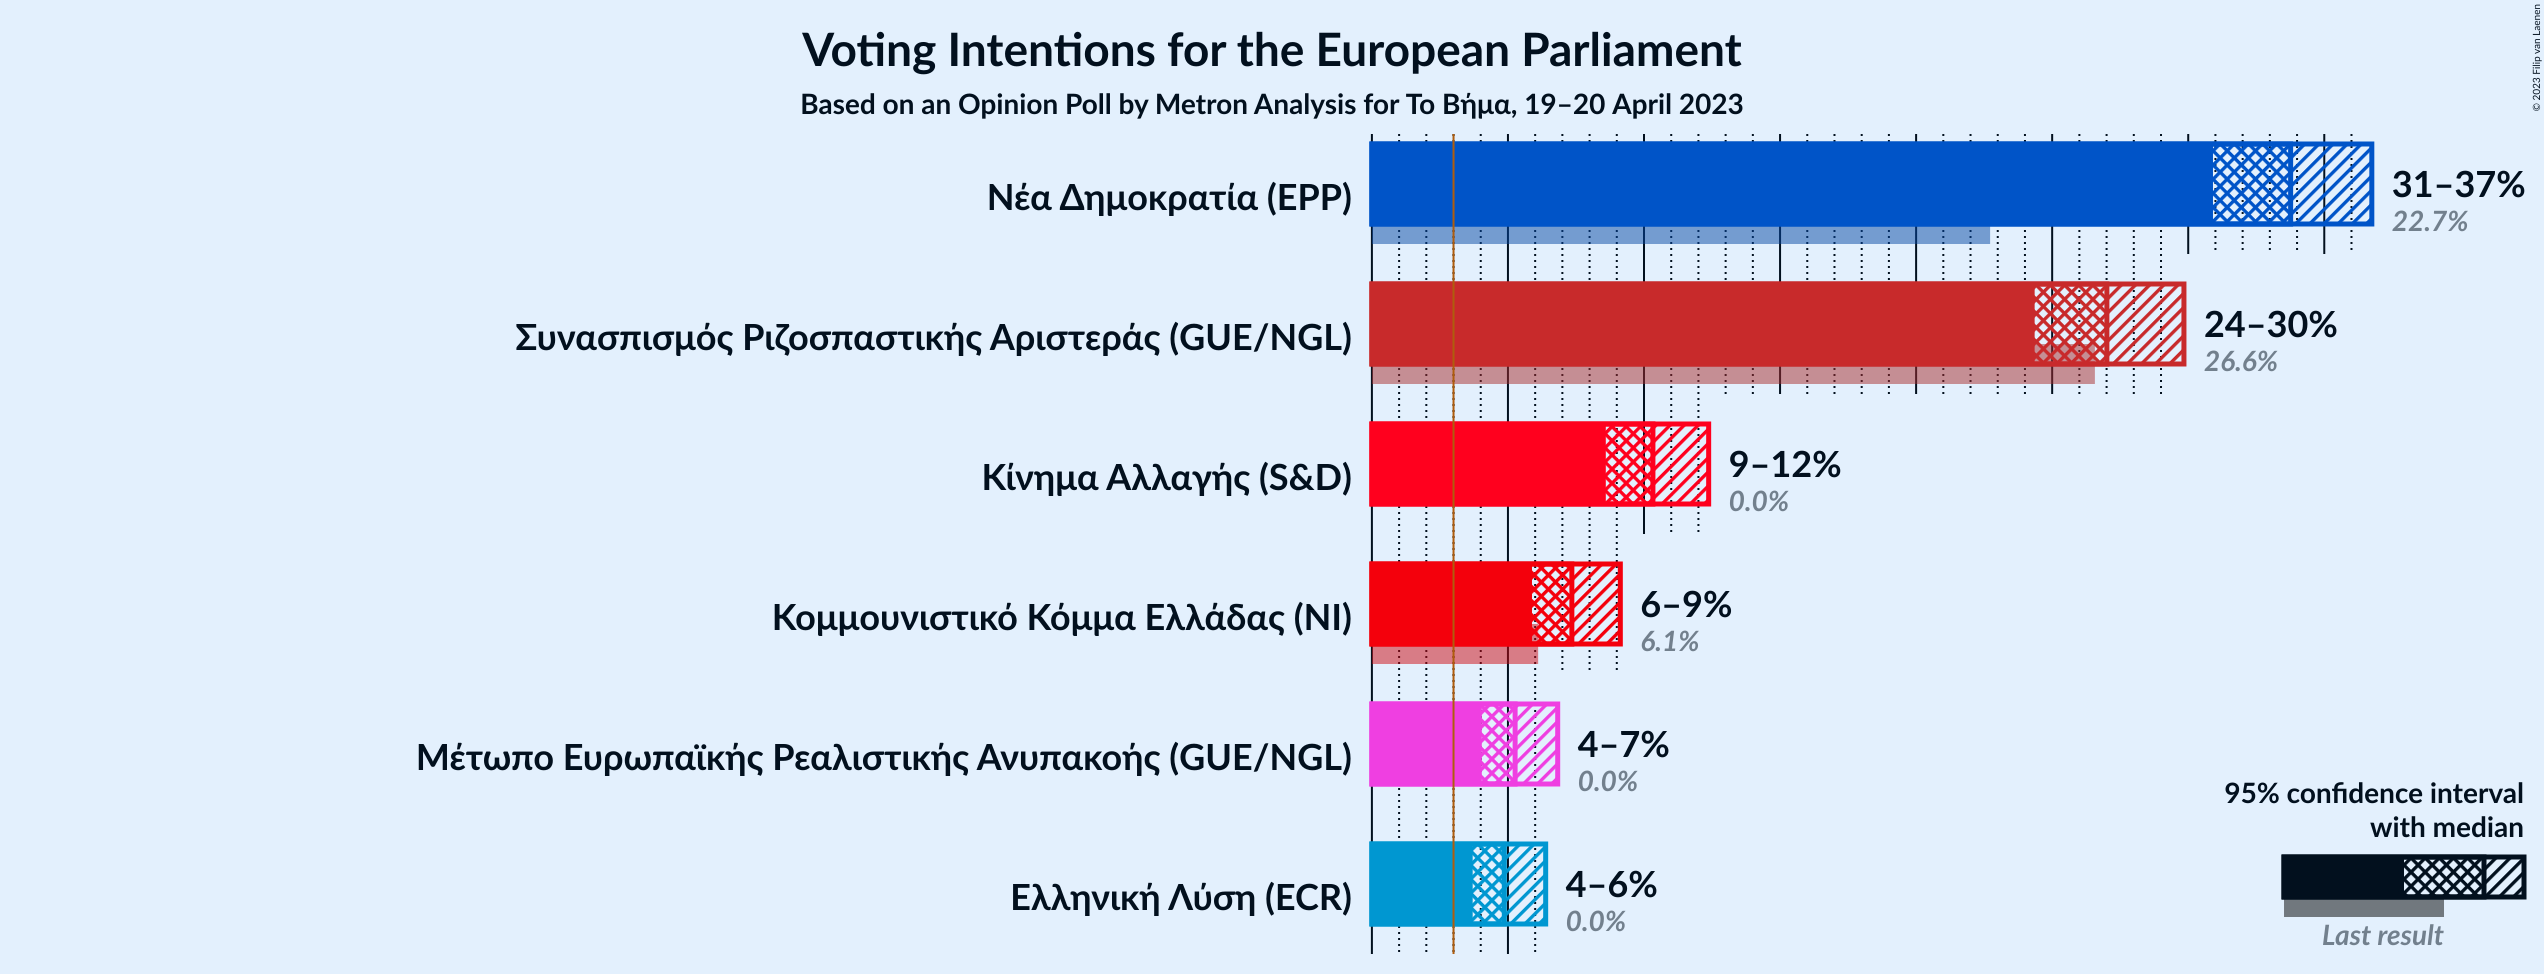 Voting Intentions for the European Parliament
Based on an Opinion Poll by Metron Analysis for Το Βήμα, 19–20 April 2023
© 2023 Filip van Laenen
Νέα Δημοκρατία (EPP)
31–37%
22.7%
Συνασπισμός Ριζοσπαστικής Αριστεράς (GUE/NGL)
24–30%
26.6%
Κίνημα Αλλαγής (S&D)
9–12%
0.0%
Κομμουνιστικό Κόμμα Ελλάδας (NI)
6–9%
6.1%
Μέτωπο Ευρωπαϊκής Ρεαλιστικής Ανυπακοής (GUE/NGL)
4–7%
0.0%
Ελληνική Λύση (ECR)
4–6%
0.0%
95% confidence interval
with median
Last result